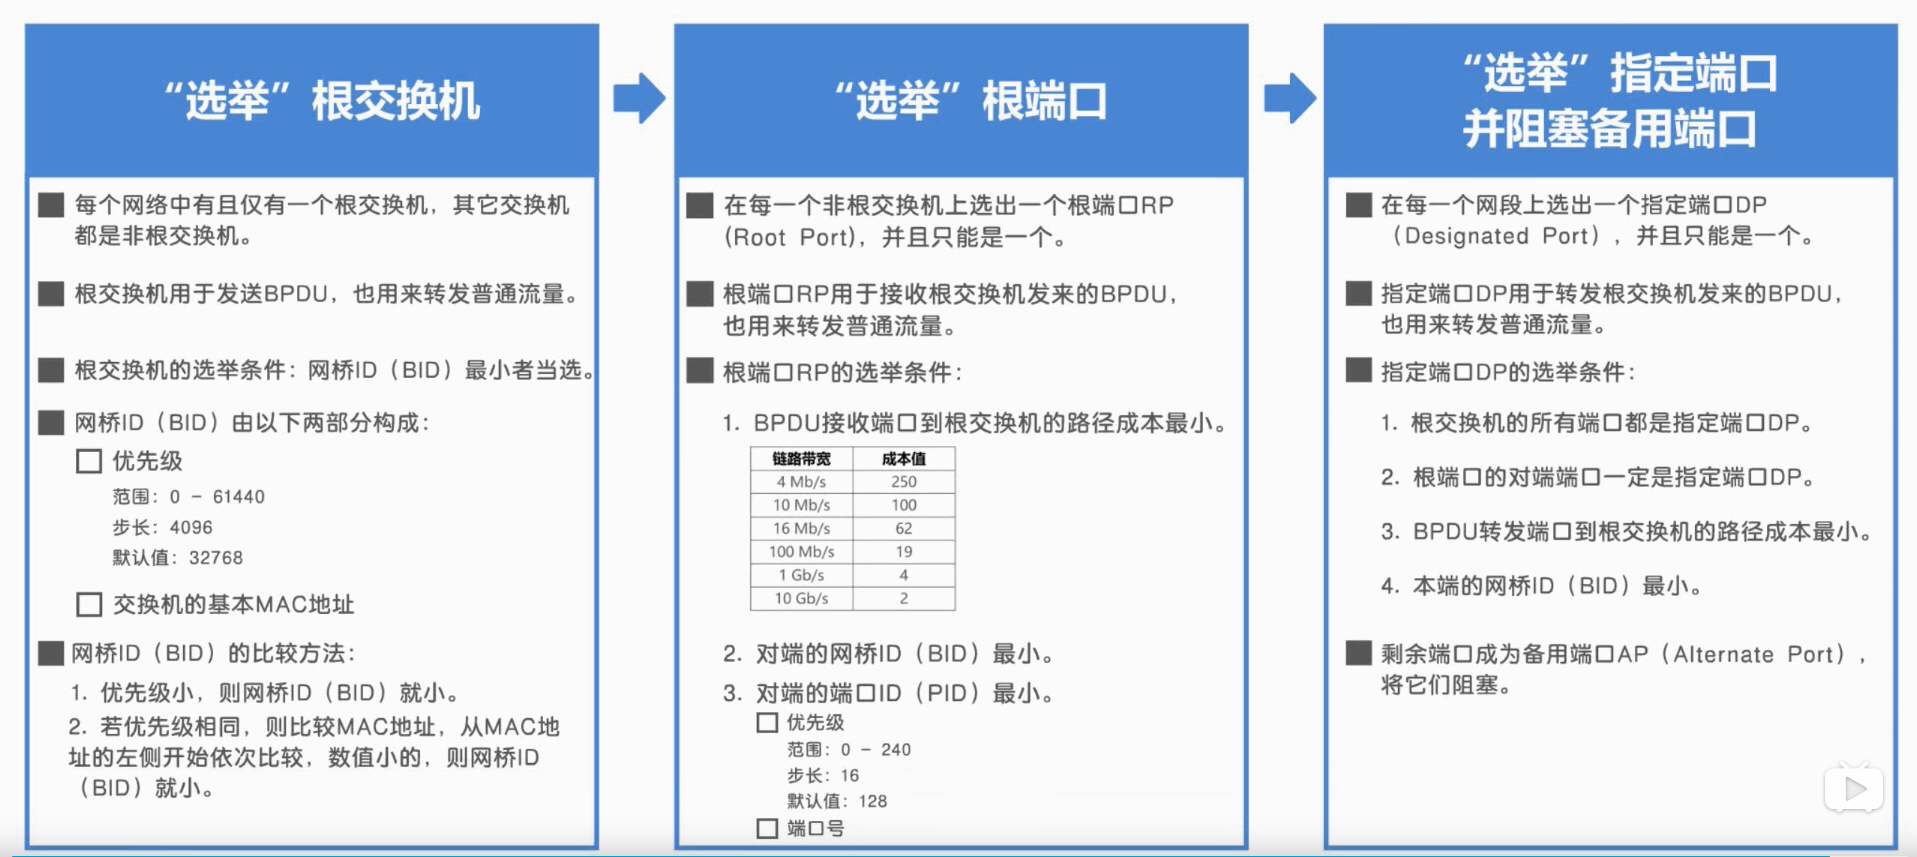 “选举”根交换机
每个网络中有且仅有一个根交换机，其它交换机
都是非根交换机。
根交换机用于发送BPDU，也用来转发普通流量。
根交换机的选举条件：网桥ID（BID）最小者当选。
网桥ID（BID）由以下两部分构成：
优先级
范围：0 - 61440
步长：4096
默认值：32768
交换机的基本MAC地址
网桥ID（BID）的比较方法：
1. 优先级小，则网桥ID（BID）就小。
2. 若优先级相同，则比较MAC地址，从MAC地
址的左侧开始依次比较，数值小的，则网桥ID
（BID）就小。
“选举”根端口
在每一个非根交换机上选出一个根端口RP
(Root Port)，并且只能是一个。
根端口RP用于接收根交换机发来的BPDU，
也用来转发普通流量。
根端口RP的选举条件：
1. BPDU接收端口到根交换机的路径成本最小。
链路带宽 成本值
4 Mb/s 250
10 Mb/s 100
16 Mb/s 62
100 Mb/s 19
1 Gb/s 4
10 Gb/s 2
2. 对端的网桥ID（BID）最小。
3. 对端的端口ID（PID）最小。
优先级
范围：0 - 240
步长：16
默认值：128
端口号
“选举”指定端口
并阻塞备用端口
在每一个网段上选出一个指定端口DP
（Designated Port），并且只能是一个。
指定端口DP用于转发根交换机发来的BPDU，
也用来转发普通流量。
指定端口DP的选举条件：
1. 根交换机的所有端口都是指定端口DP。
2. 根端口的对端端口一定是指定端口DP。
3. BPDU转发端口到根交换机的路径成本最小。
4. 本端的网桥ID（BID）最小。
剩余端口成为备用端口AP（Alternate Port），
将它们阻塞。